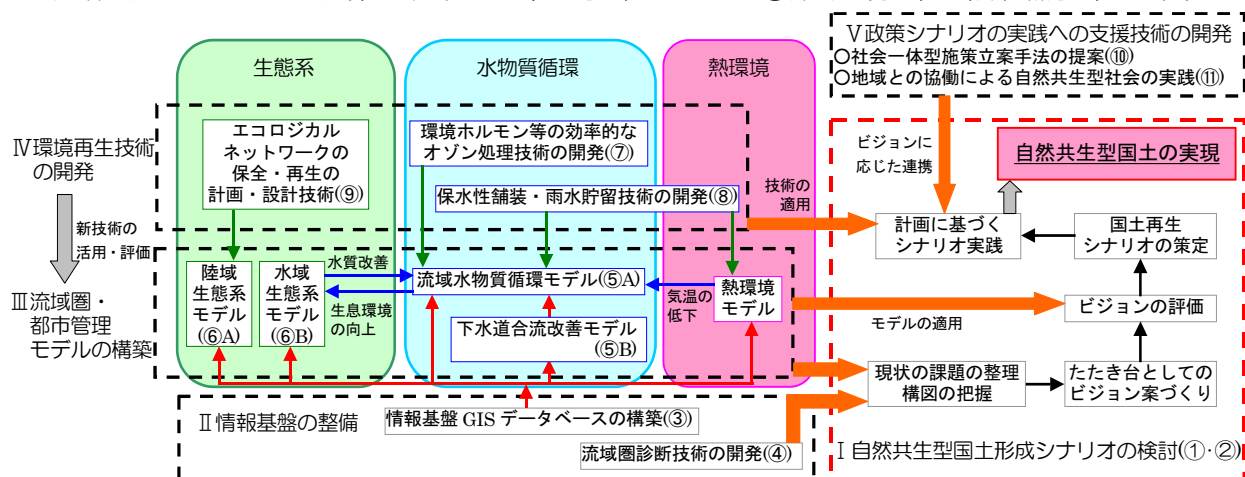 生態系
水物質循環
熱環境
Ⅴ政策シナリオの実践への支援技術の開発
○社会一体型施策立案手法の提案(⑩)
○地域との協働による自然共生型社会の実践(⑪)
Ⅳ環境再生技術
の開発
エコロジカル
ネットワークの
保全・再生の
計画・設計技術(⑨)
環境ホルモン等の効率的な
オゾン処理技術の開発(⑦)
保水性舗装・雨水貯留技術の開発(⑧)
技術の
適用
ビジョンに
応じた連携
自然共生型国土の実現
新技術の
活用・評価
計画に基づく
シナリオ実践
国土再生
シナリオの策定
Ⅲ流域圏・
都市管理
モデルの構築
陸域
生態系
モデル
(⑥A)
水域
生態系
モデル
(⑥B)
水質改善
生息環境
の向上
流域水物質循環モデル(⑤A)
気温の
低下
熱環境
モデル
下水道合流改善モデル
(⑤B)
モデルの適用
ビジョンの評価
現状の課題の整理
構図の把握
たたき台としての
ビジョン案づくり
Ⅱ情報基盤の整備
情報基盤 GIS データベースの構築(③)
流域圏診断技術の開発(④)
Ⅰ自然共生型国土形成シナリオの検討(①・②)